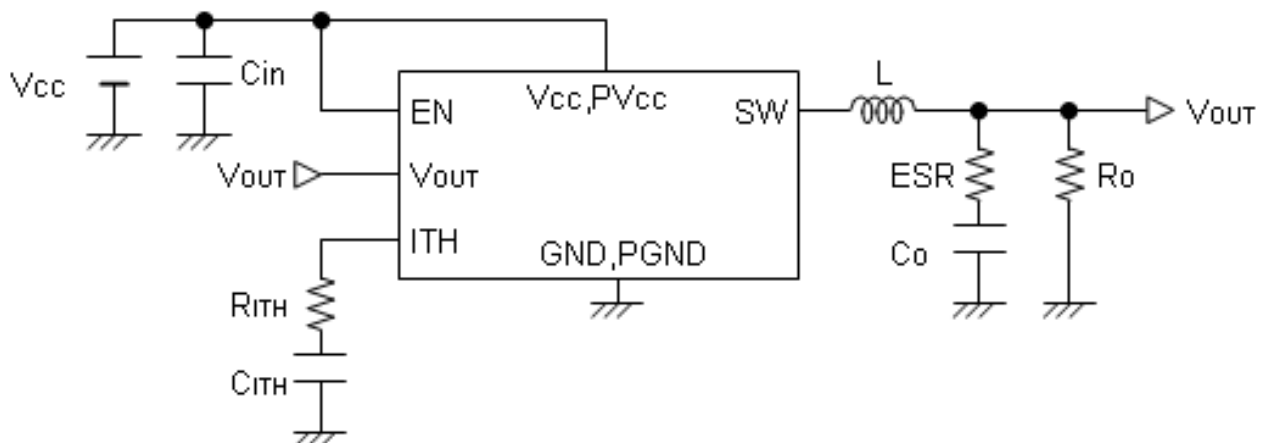 Vcc
Cin
EN
Vcc,PVcc
SW
L
VOUT
VOUT
VOUT
ESR
Ro
ITH
GND,PGND
Co
RITH
CITH